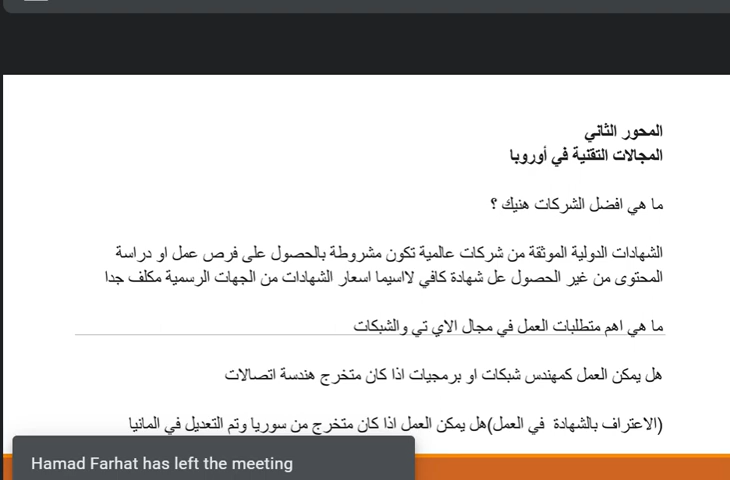 المحور الثاني
المجالات التقنية في أوروبا
ما هي افضل الشركات هنيك ؟
الشهادات الدولية الموثقة من شركات عالمية تكون مشروطة بالحصول على فرص عمل او دراسة
المحتوى من غير الحصول عل شهادة كافي لااسيما اسعار الشهادات من الجهات الرسمية مكلف جدا
ما هي اهم متطلبات العمل في مجال الاي تي والشبكات
هل يمكن العمل كمهندس شبكات او برمجيات اذا كان متخرج هندسة اتصالات
(الاعتراف بالشهادة في العمل)هل يمكن العمل اذا كان متخرج من سوريا وتم التعديل في المانيا
Hamad Farhat has left the meeting